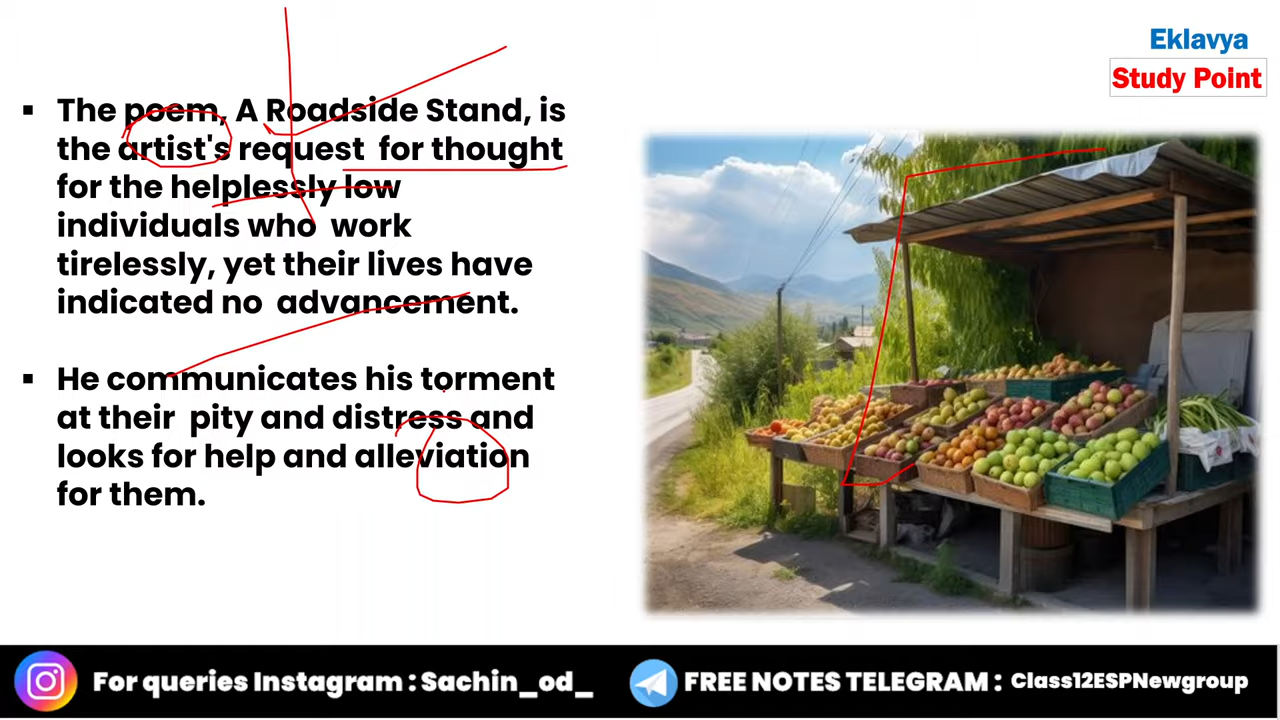 Eklavya
Study Point
▪ The poem, A Roadside Stand, is
the artist's request for thought
for the helplessly low
individuals who work
tirelessly, yet their lives have
indicated no advancement.
▪ He communicates his torment
at their pity and distress and
looks for help and alleviation
for them.
For queries Instagram : Sachin_od_
FREE NOTES TELEGRAM : Class12ESPNewgroup